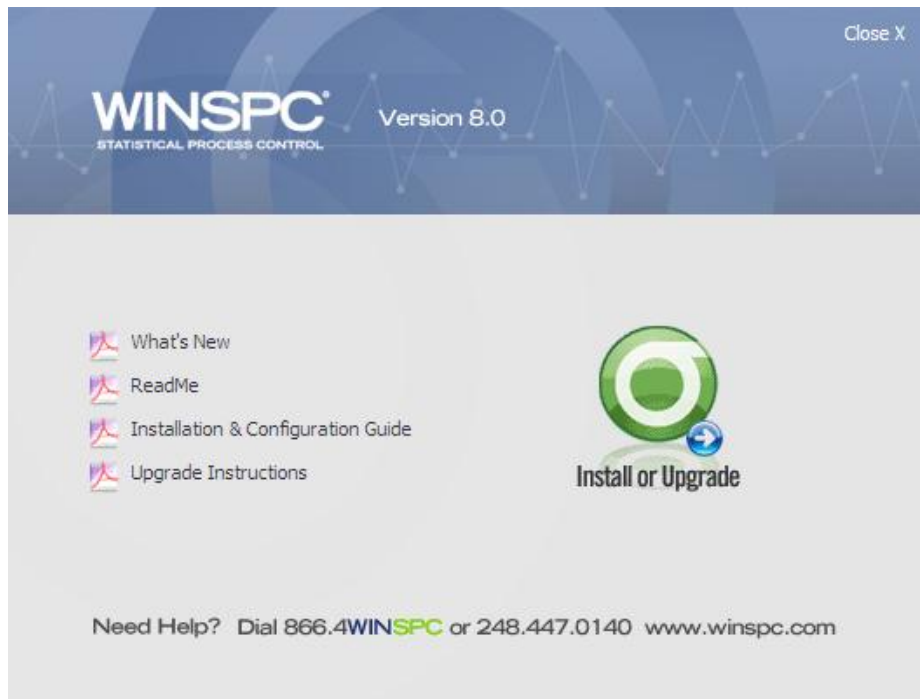 Close X
WINSPC®
STATISTICAL PROCESS CONTROL
Version 8.0
What's New
ReadMe
Installation & Configuration Guide
Upgrade Instructions
Install or Upgrade
Need Help? Dial 866.4WINSPC or 248.447.0140 www.winspc.com